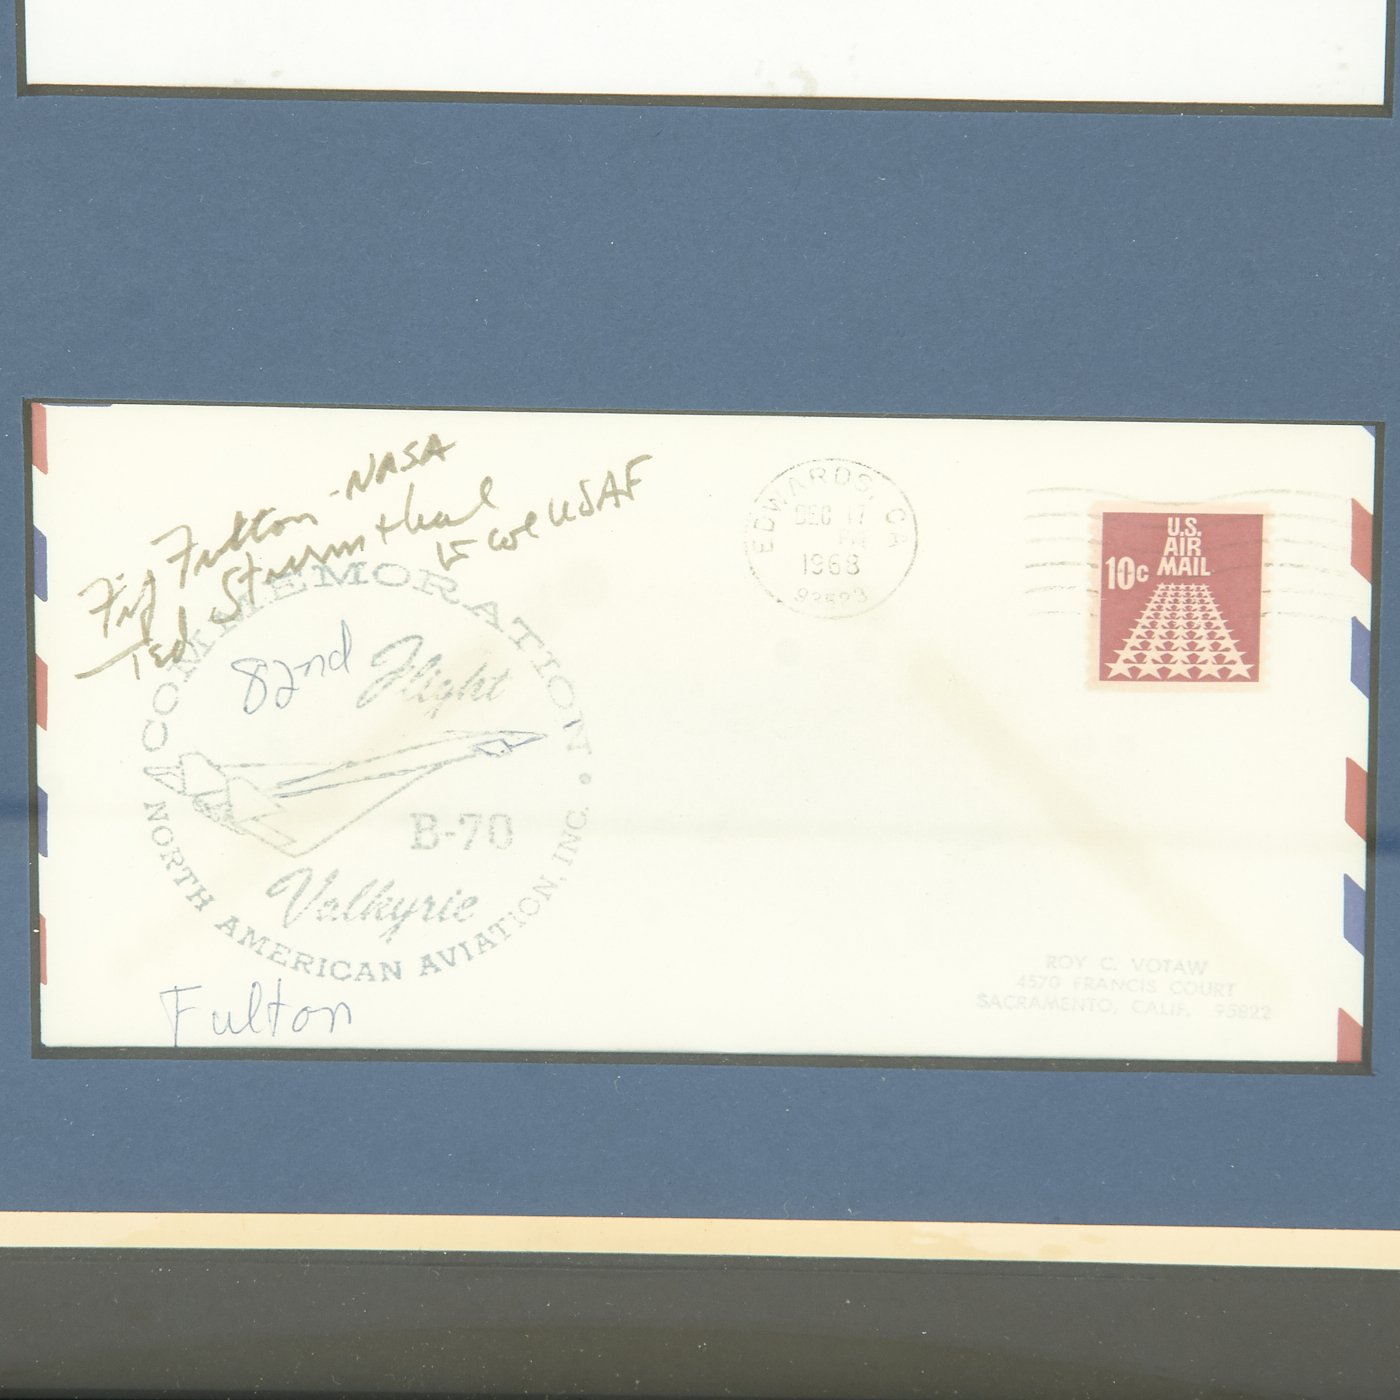 Fitz Fulton - NASA
Ted Sturmthal
Lt Col USAF
COMMEMORATION
82nd Flight
B-70
Valkyrie
NORTH AMERICAN AVIATION, INC.
Fulton
EDWARDS, CA
DEC 17
PM
1968
93523
U.S.
AIR
MAIL
10c
ROY C. VOTAW
4570 FRANCIS COURT
SACRAMENTO, CALIF. 95822